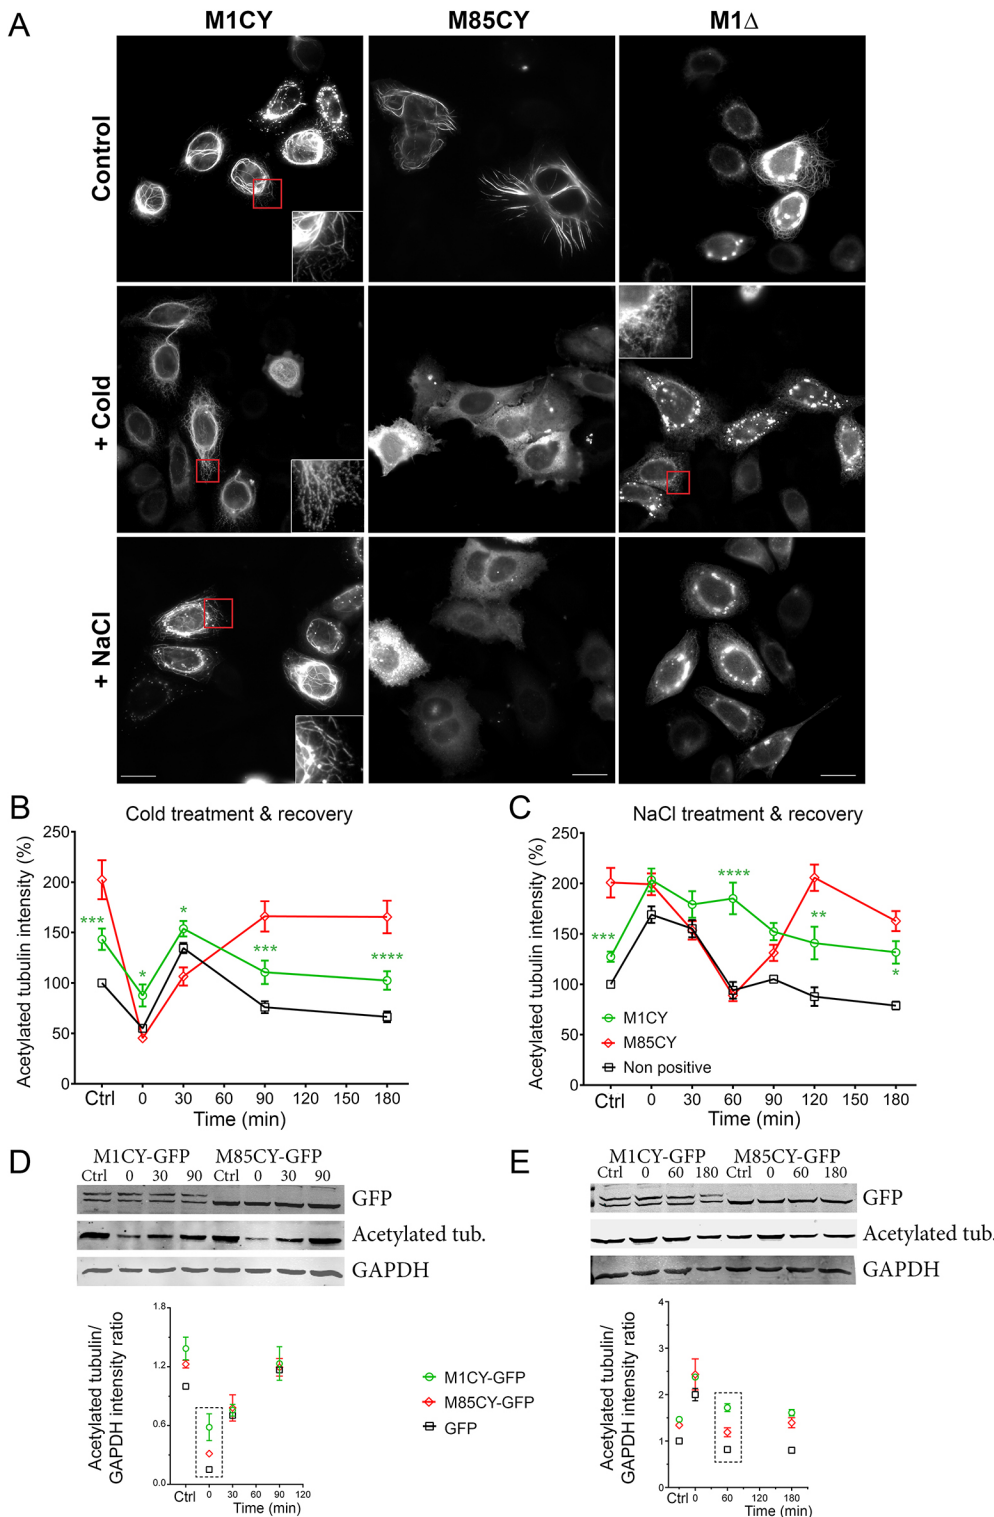 A
M1CY
M85CY
M1Δ
Control
+ Cold
+ NaCl
B
Cold treatment & recovery
Acetylated tubulin intensity (%)
250
200
150
100
50
0
***
*
*
***
****
Ctrl 0 30 60 90 120 150 180
Time (min)
C
NaCl treatment & recovery
Acetylated tubulin intensity (%)
250
200
150
100
50
0
***
****
**
*
M1CY
M85CY
Non positive
Ctrl 0 30 60 90 120 150 180
Time (min)
D
M1CY-GFP M85CY-GFP
Ctrl 0 30 90 Ctrl 0 30 90
GFP
Acetylated tub.
GAPDH
Acetylated tubulin/
GAPDH intensity ratio
1.8
1.2
0.6
0.0
Ctrl 0 30 60 90 120
Time (min)
M1CY-GFP
M85CY-GFP
GFP
E
M1CY-GFP M85CY-GFP
Ctrl 0 60 180 Ctrl 0 60 180
GFP
Acetylated tub.
GAPDH
Acetylated tubulin/
GAPDH intensity ratio
4
3
2
1
0
Ctrl 0 60 120 180
Time (min)